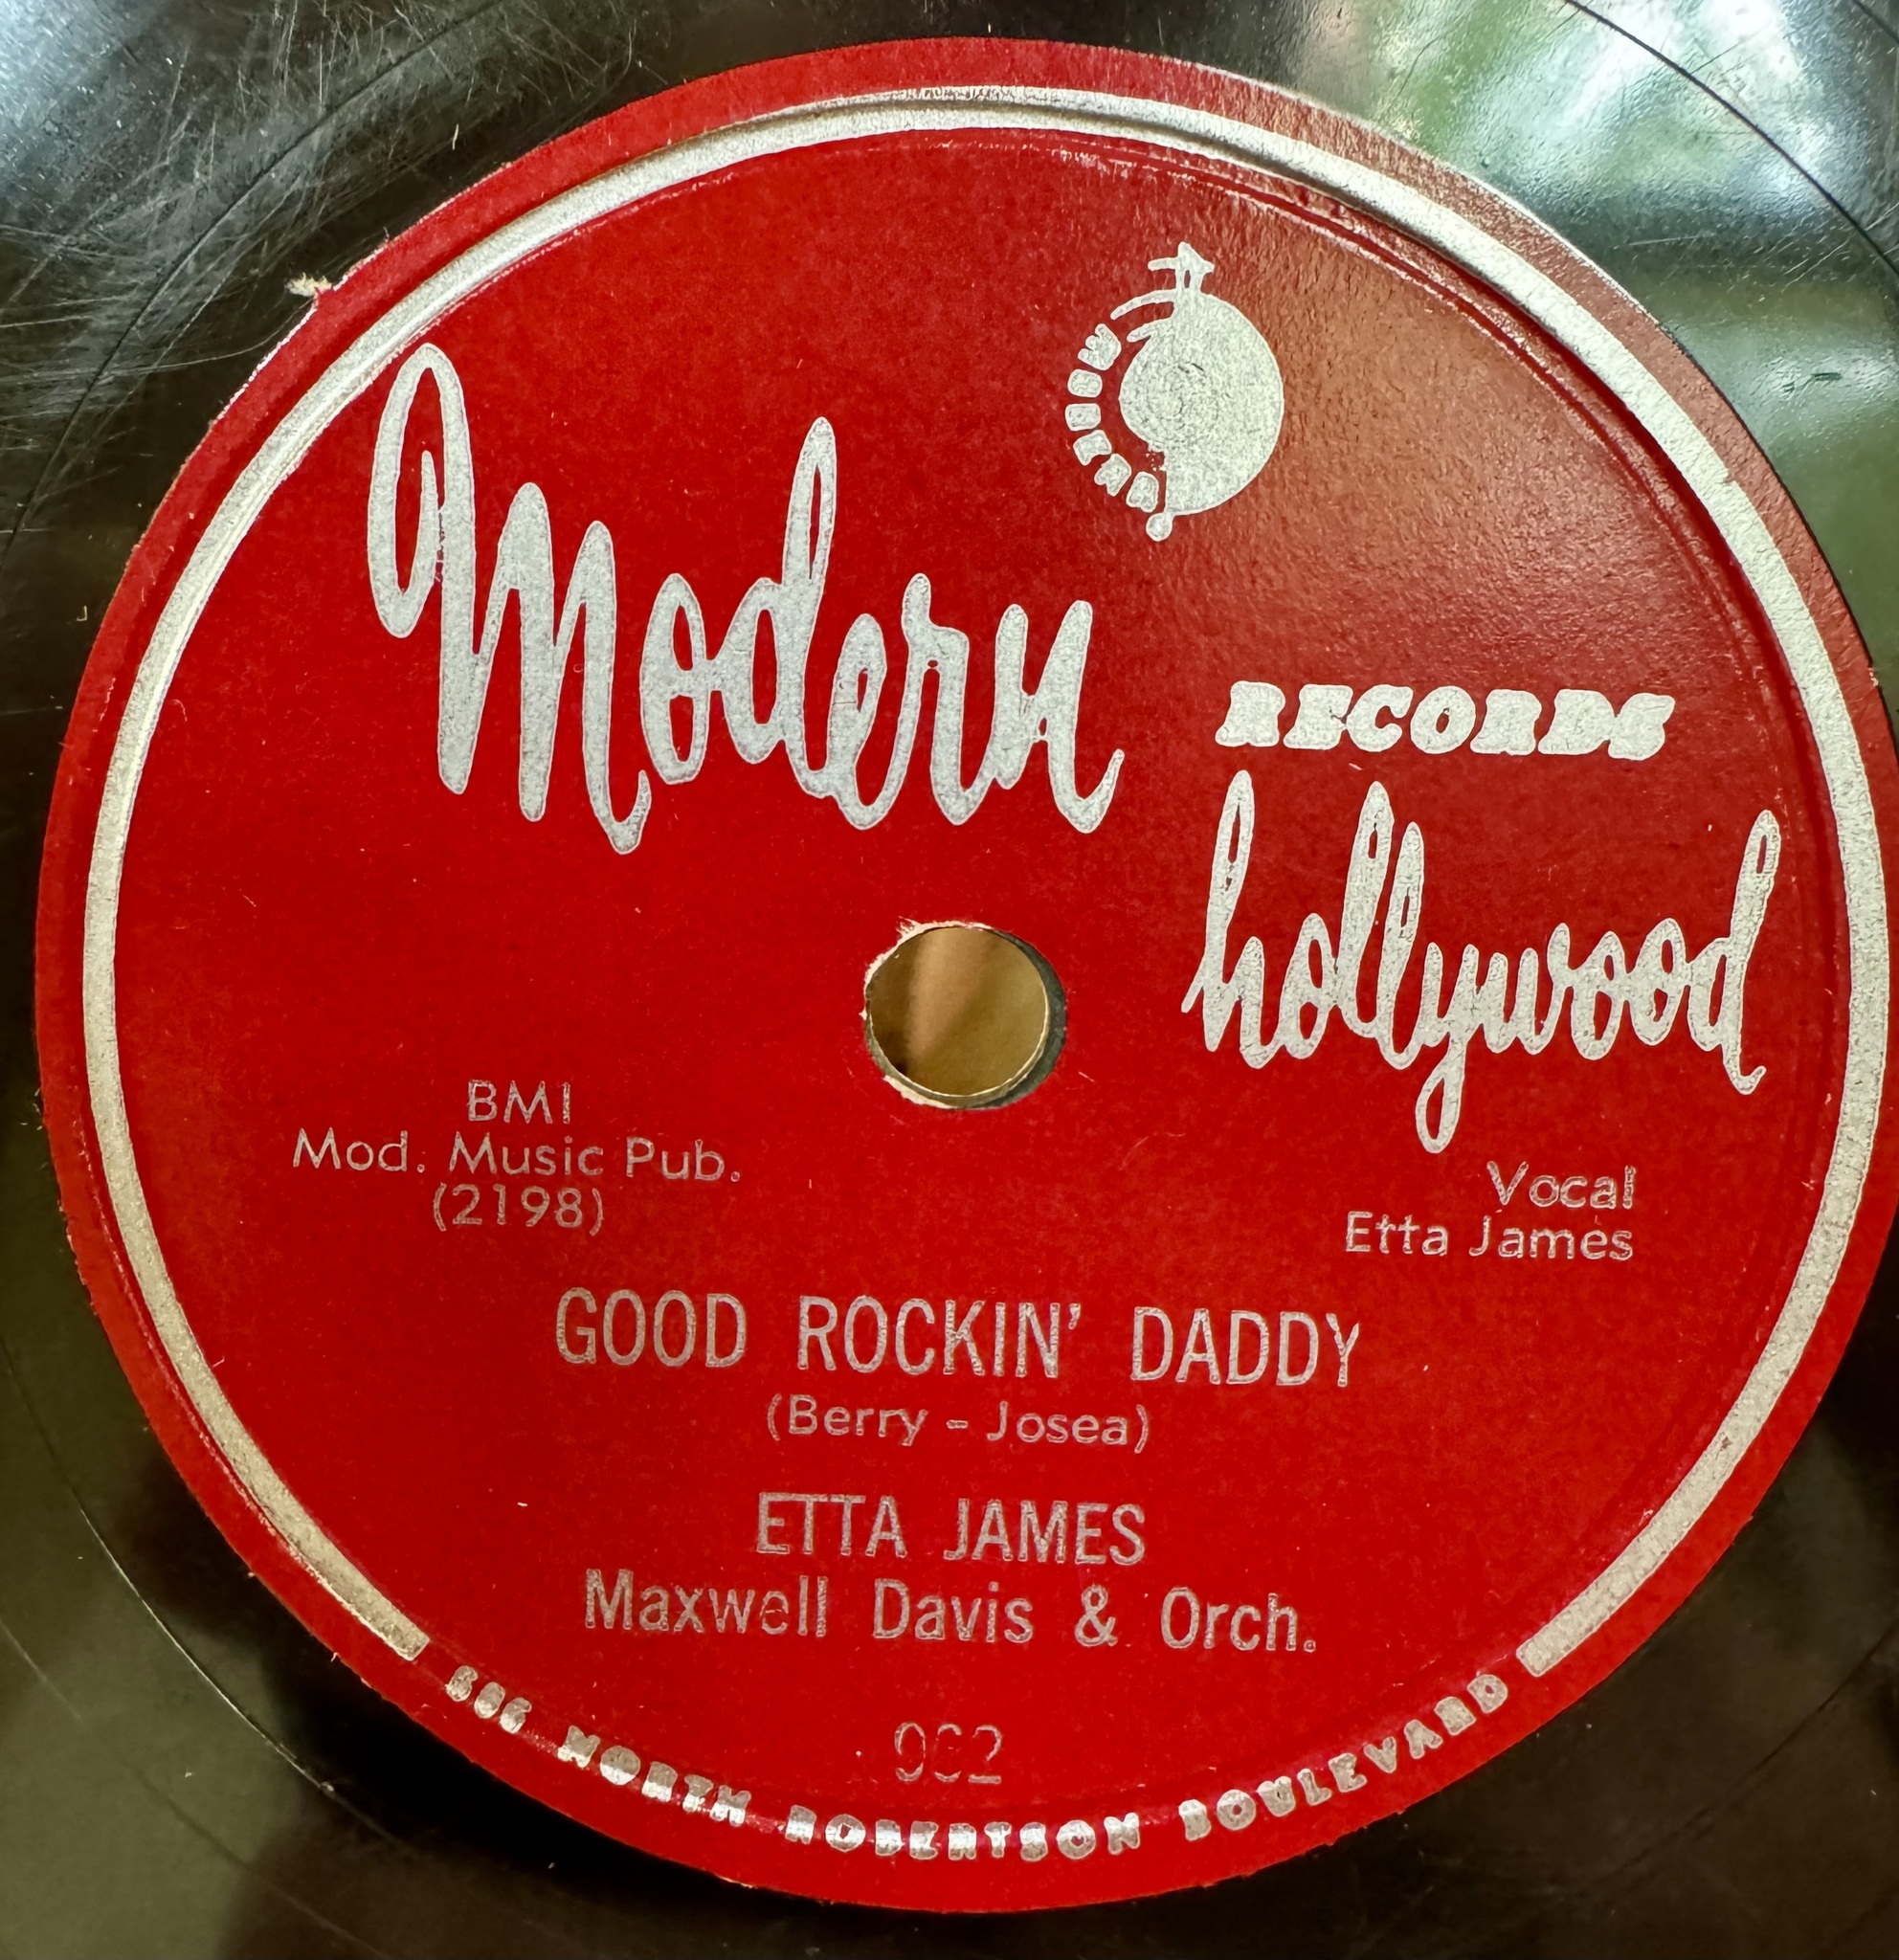 Modern
RECORDS
hollywood
BMI
Mod. Music Pub.
(2198)
Vocal
Etta James
GOOD ROCKIN' DADDY
(Berry - Josea)
ETTA JAMES
Maxwell Davis & Orch.
962
NORTH ROBERTSON BOULEVARD